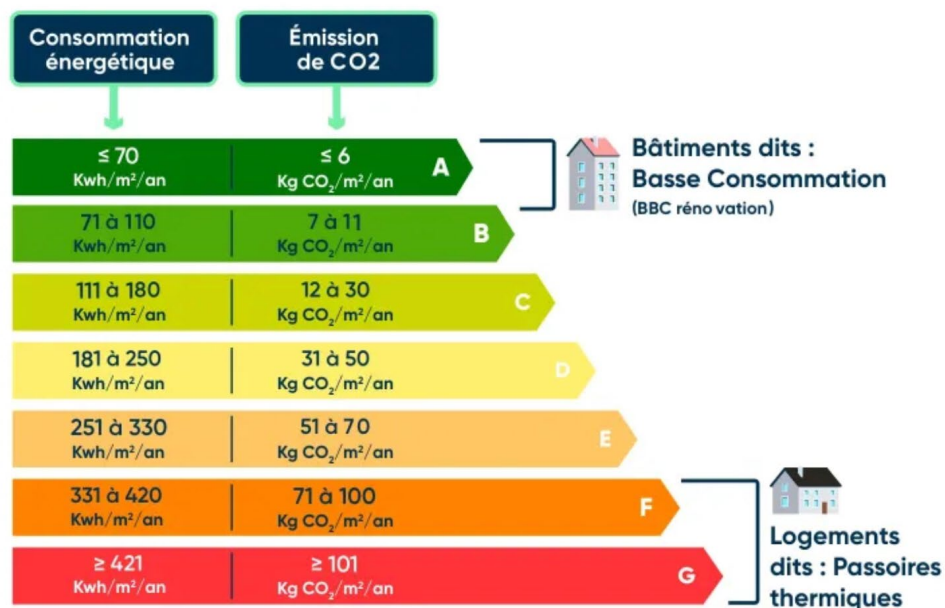 Consommation
énergétique
Émission
de CO2
≤ 70
Kwh/m²/an
≤ 6
Kg CO₂/m²/an
A
Bâtiments dits :
Basse Consommation
(BBC réno vation)
71 à 110
Kwh/m²/an
7 à 11
Kg CO₂/m²/an
B
111 à 180
Kwh/m²/an
12 à 30
Kg CO₂/m²/an
C
181 à 250
Kwh/m²/an
31 à 50
Kg CO₂/m²/an
D
251 à 330
Kwh/m²/an
51 à 70
Kg CO₂/m²/an
E
331 à 420
Kwh/m²/an
71 à 100
Kg CO₂/m²/an
F
≥ 421
Kwh/m²/an
≥ 101
Kg CO₂/m²/an
G
Logements
dits : Passoires
thermiques